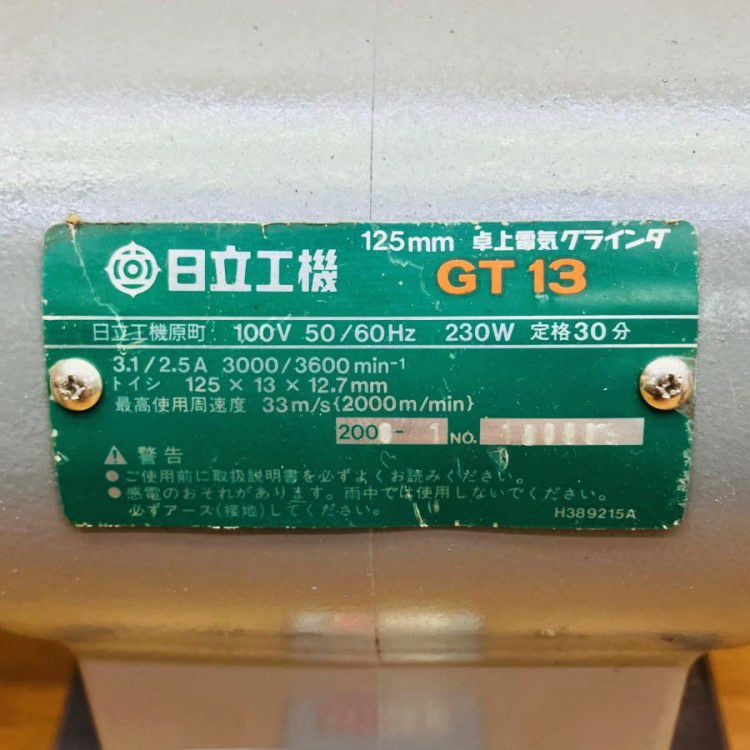 125mm 卓上電気グラインダ
日立工機 GT 13
日立工機原町 100V 50/60Hz 230W 定格30分
3.1/2.5A 3000/3600min⁻¹
トイシ 125×13×12.7mm
最高使用周速度 33m/s{2000m/min}
NO.
警告
●ご使用前に取扱説明書を必ずよくお読みください。
●感電のおそれがあります。雨中では使用しないでください。
必ずアース(接地)してください。
H389215A